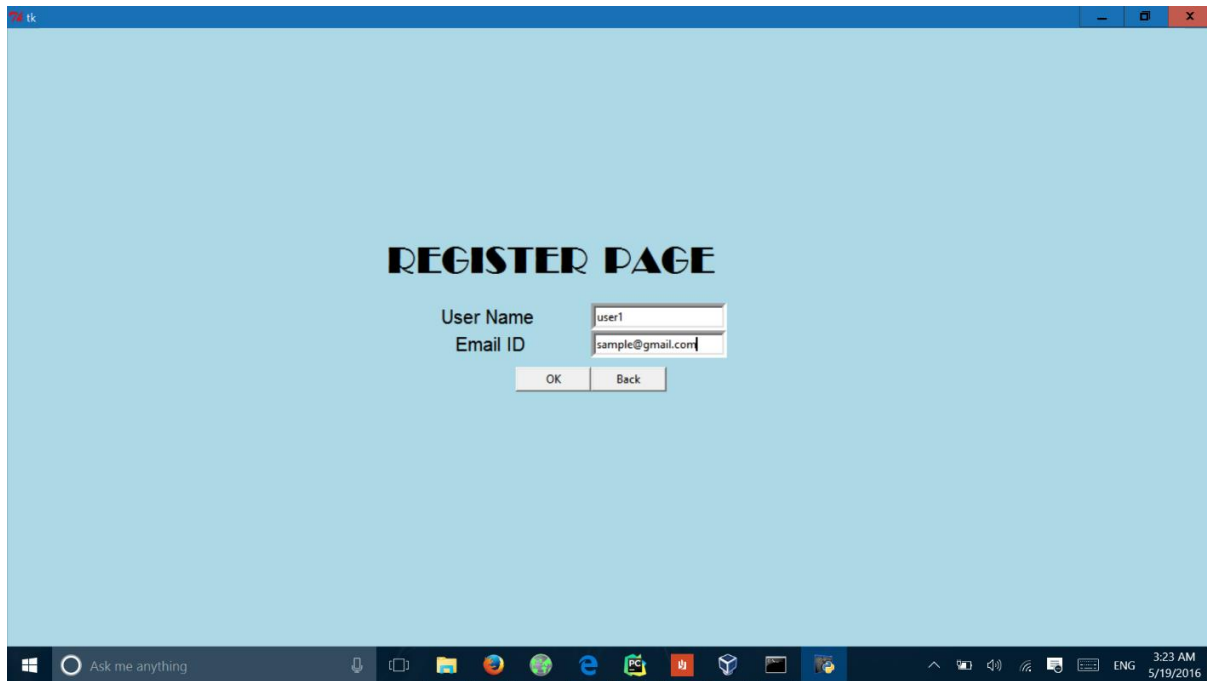 tk
REGISTER PAGE
User Name user1
Email ID sample@gmail.com
OK Back
Ask me anything
PC
ENG
3:23 AM
5/19/2016